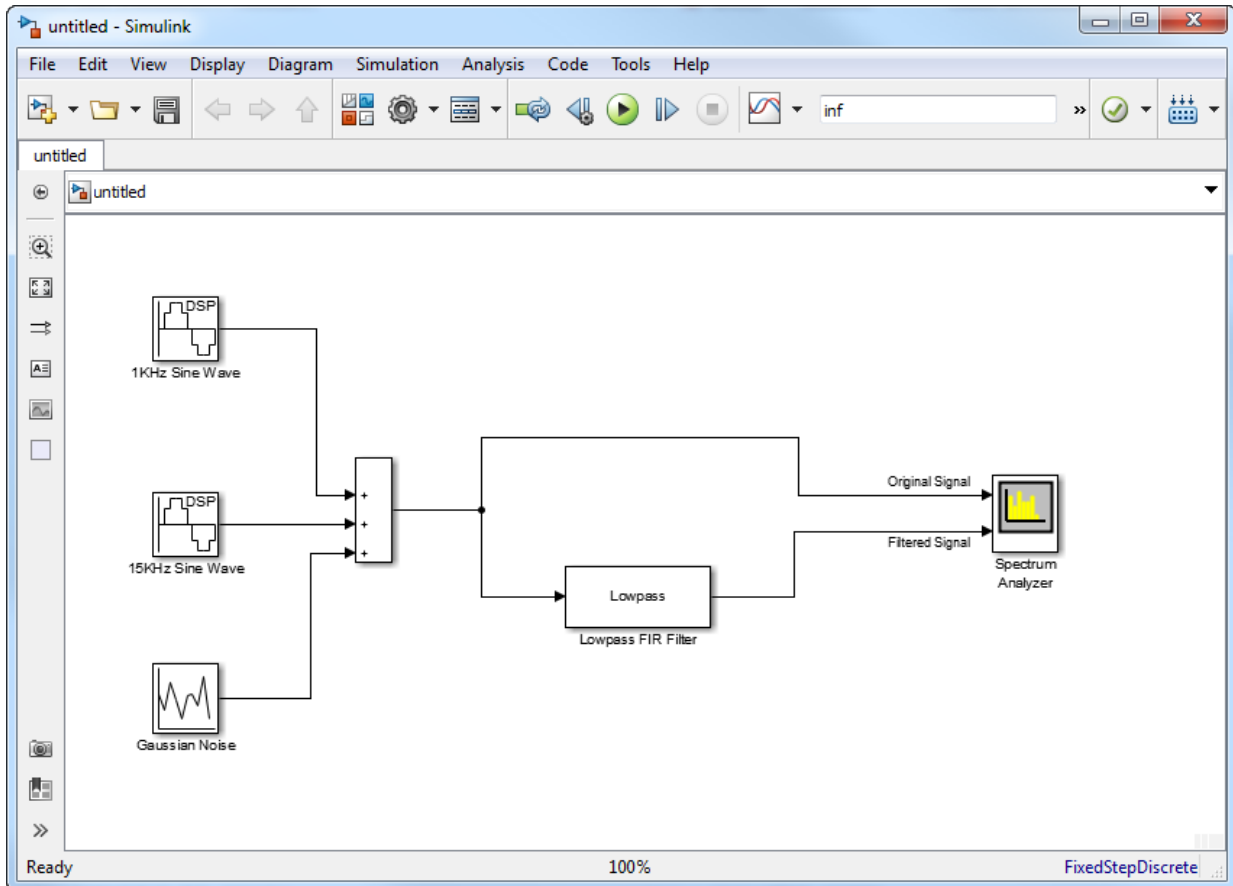 untitled - Simulink
File Edit View Display Diagram Simulation Analysis Code Tools Help
inf
untitled
untitled
DSP
1KHz Sine Wave
DSP
15KHz Sine Wave
Gaussian Noise
+
+
+
Lowpass
Lowpass FIR Filter
Original Signal
Filtered Signal
Spectrum
Analyzer
Ready 100% FixedStepDiscrete